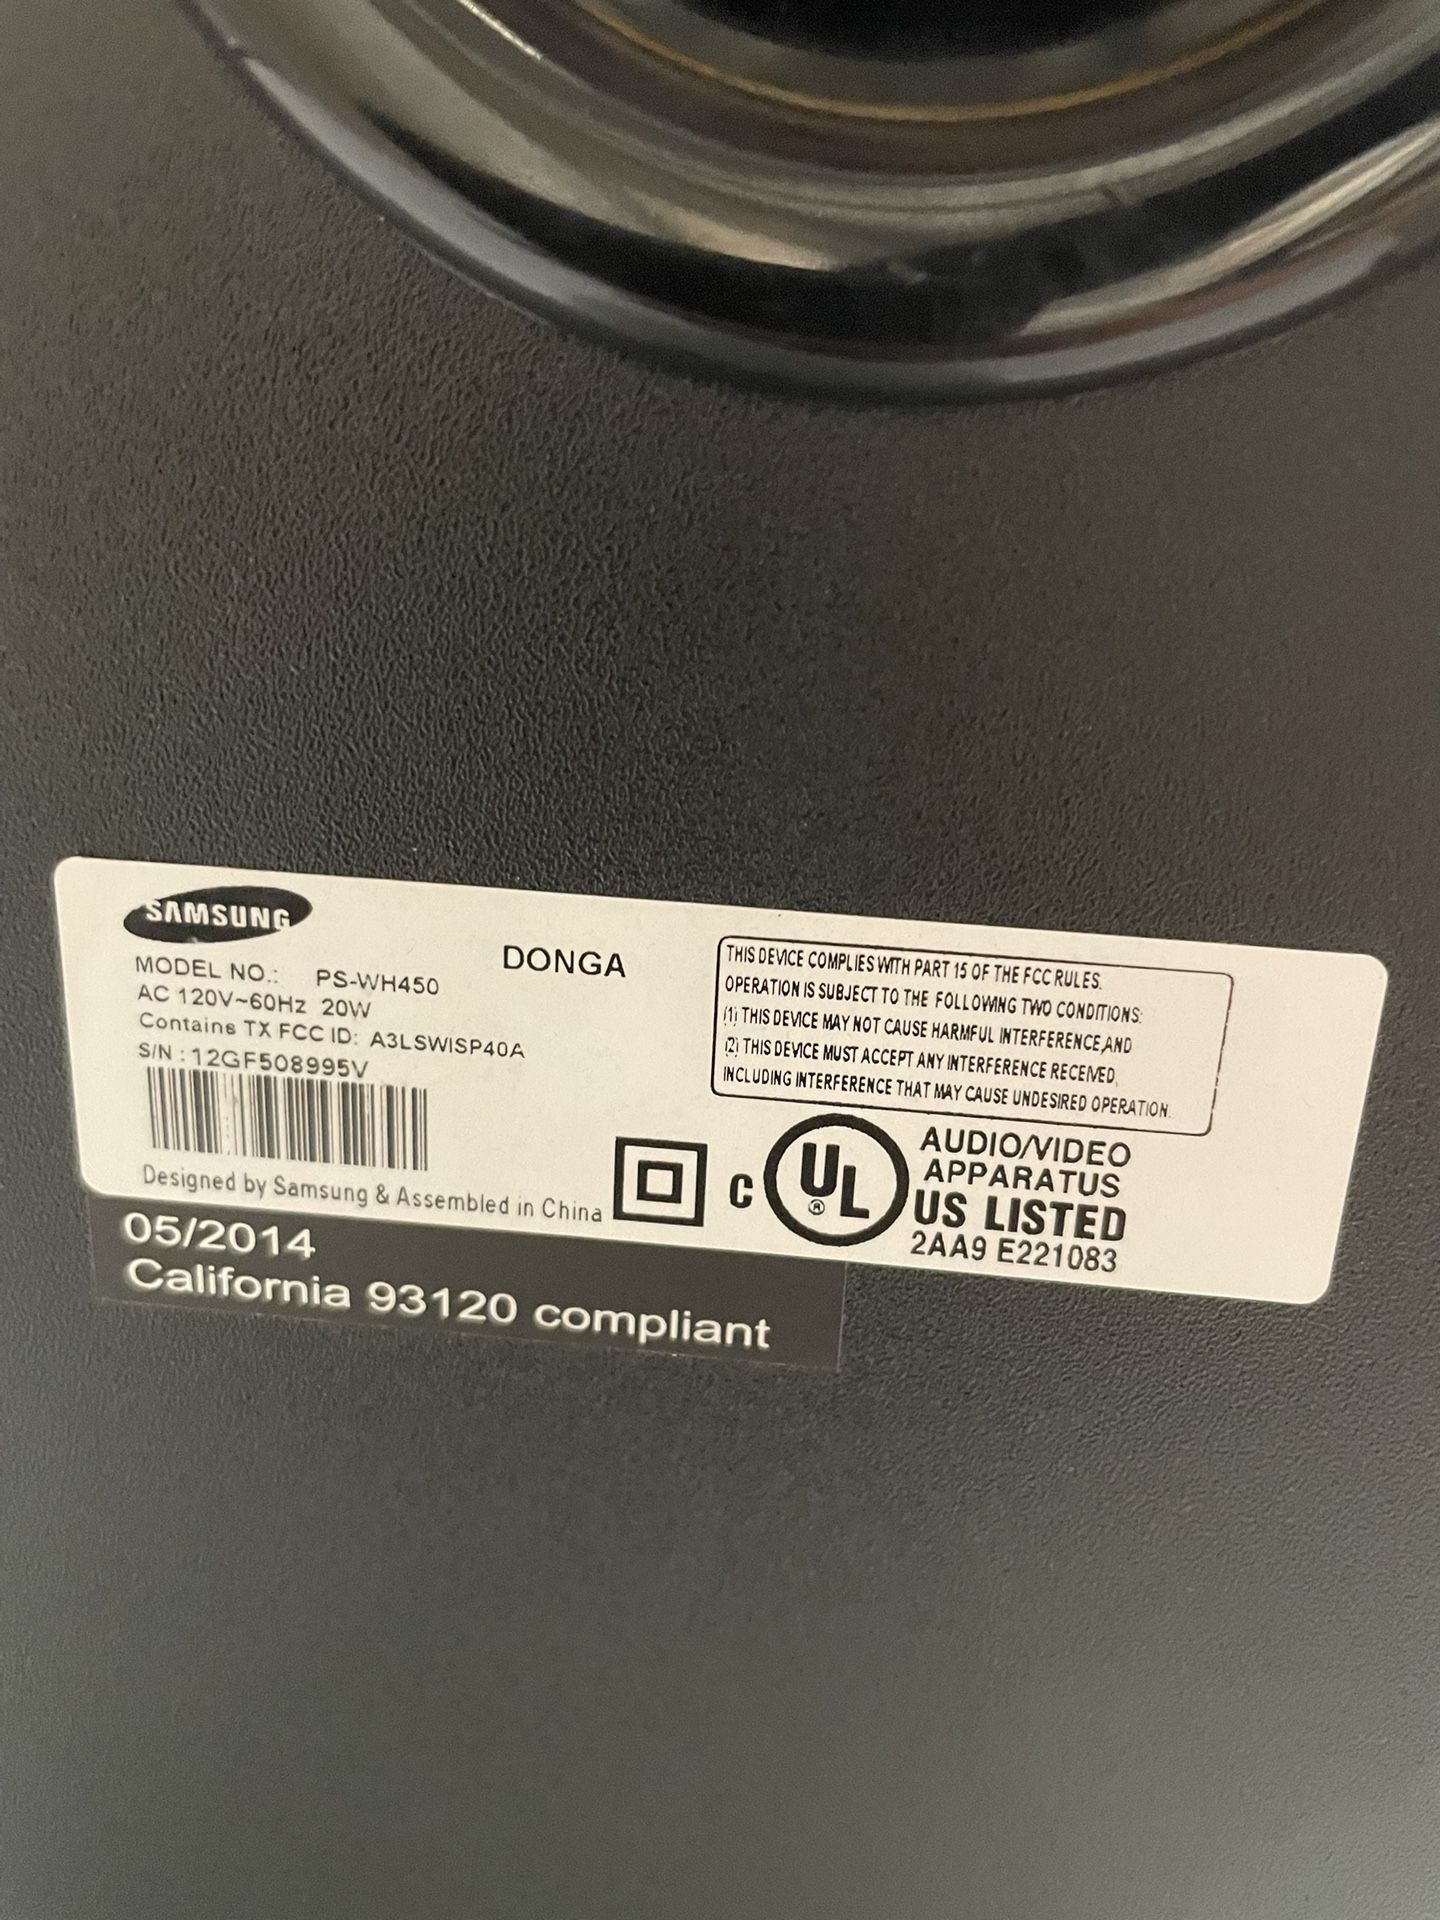 SAMSUNG
DONGA
MODEL NO.: PS-WH450
AC 120V~60Hz 20W
Contains TX FCC ID: A3LSWISP40A
S/N : 12GF508995V
Designed by Samsung & Assembled in China
THIS DEVICE COMPLIES WITH PART 15 OF THE FCC RULES.
OPERATION IS SUBJECT TO THE FOLLOWING TWO CONDITIONS:
(1) THIS DEVICE MAY NOT CAUSE HARMFUL INTERFERENCE,AND
(2) THIS DEVICE MUST ACCEPT ANY INTERFERENCE RECEIVED,
INCLUDING INTERFERENCE THAT MAY CAUSE UNDESIRED OPERATION.
C UL ®
AUDIO/VIDEO
APPARATUS
US LISTED
2AA9 E221083
05/2014
California 93120 compliant